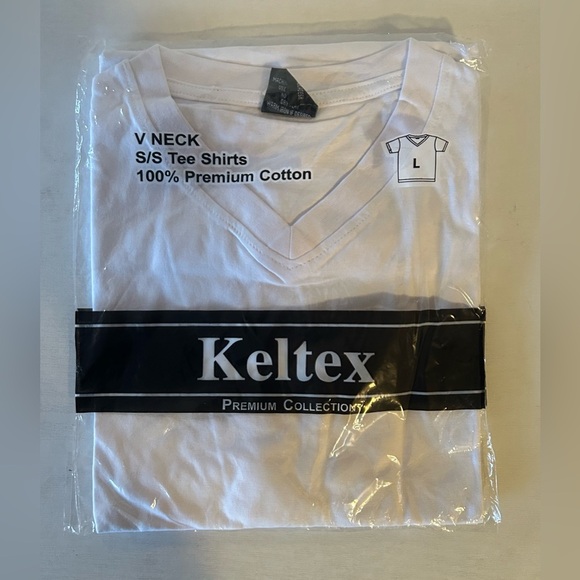 V NECK
S/S Tee Shirts
100% Premium Cotton
L
Keltex
PREMIUM COLLECTION